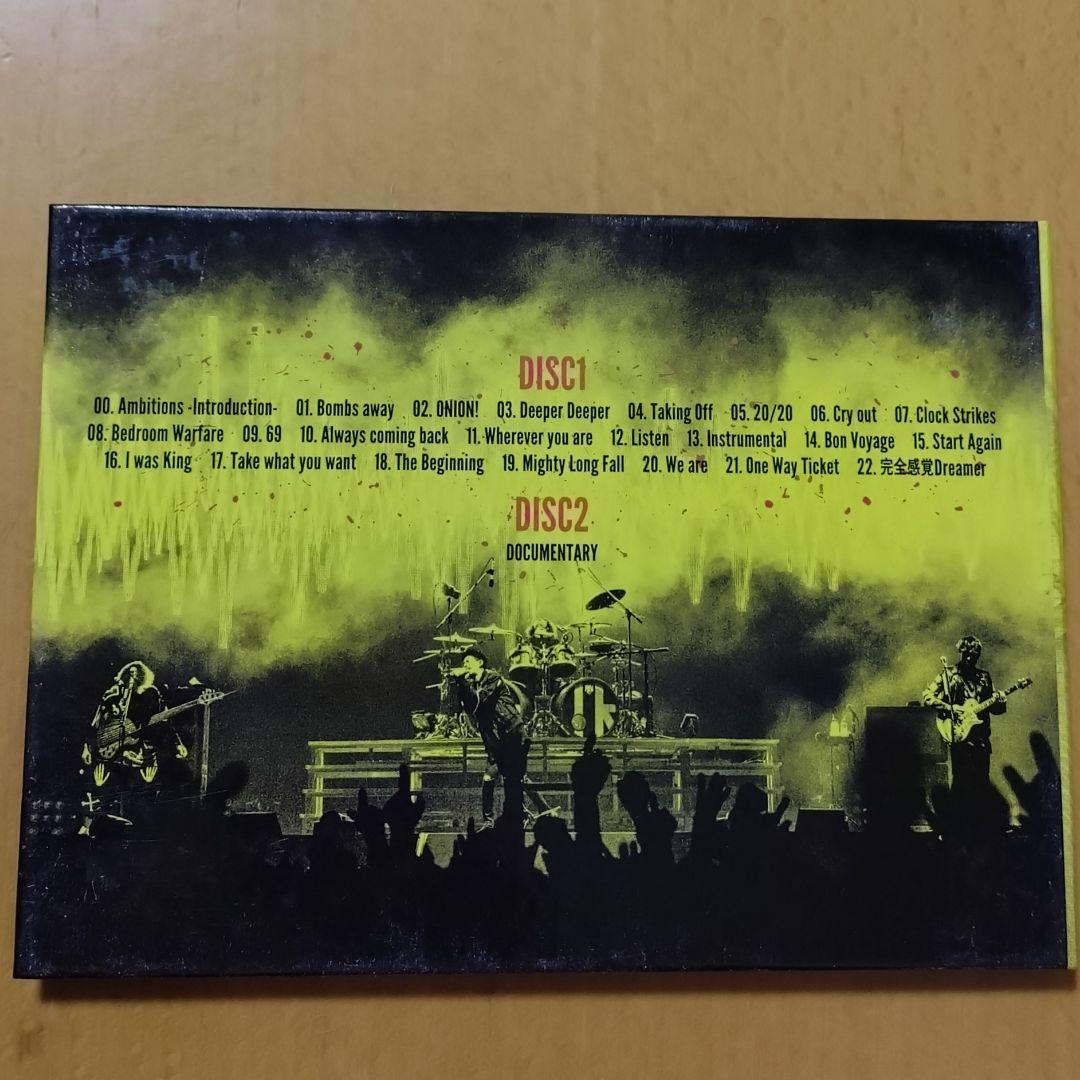 DISC1
00. Ambitions -Introduction- 01. Bombs away 02. ONION! 03. Deeper Deeper 04. Taking Off 05. 20/20 06. Cry out 07. Clock Strikes
08. Bedroom Warfare 09. 69 10. Always coming back 11. Wherever you are 12. Listen 13. Instrumental 14. Bon Voyage 15. Start Again
16. I was King 17. Take what you want 18. The Beginning 19. Mighty Long Fall 20. We are 21. One Way Ticket 22. 完全感覚Dreamer
DISC2
DOCUMENTARY